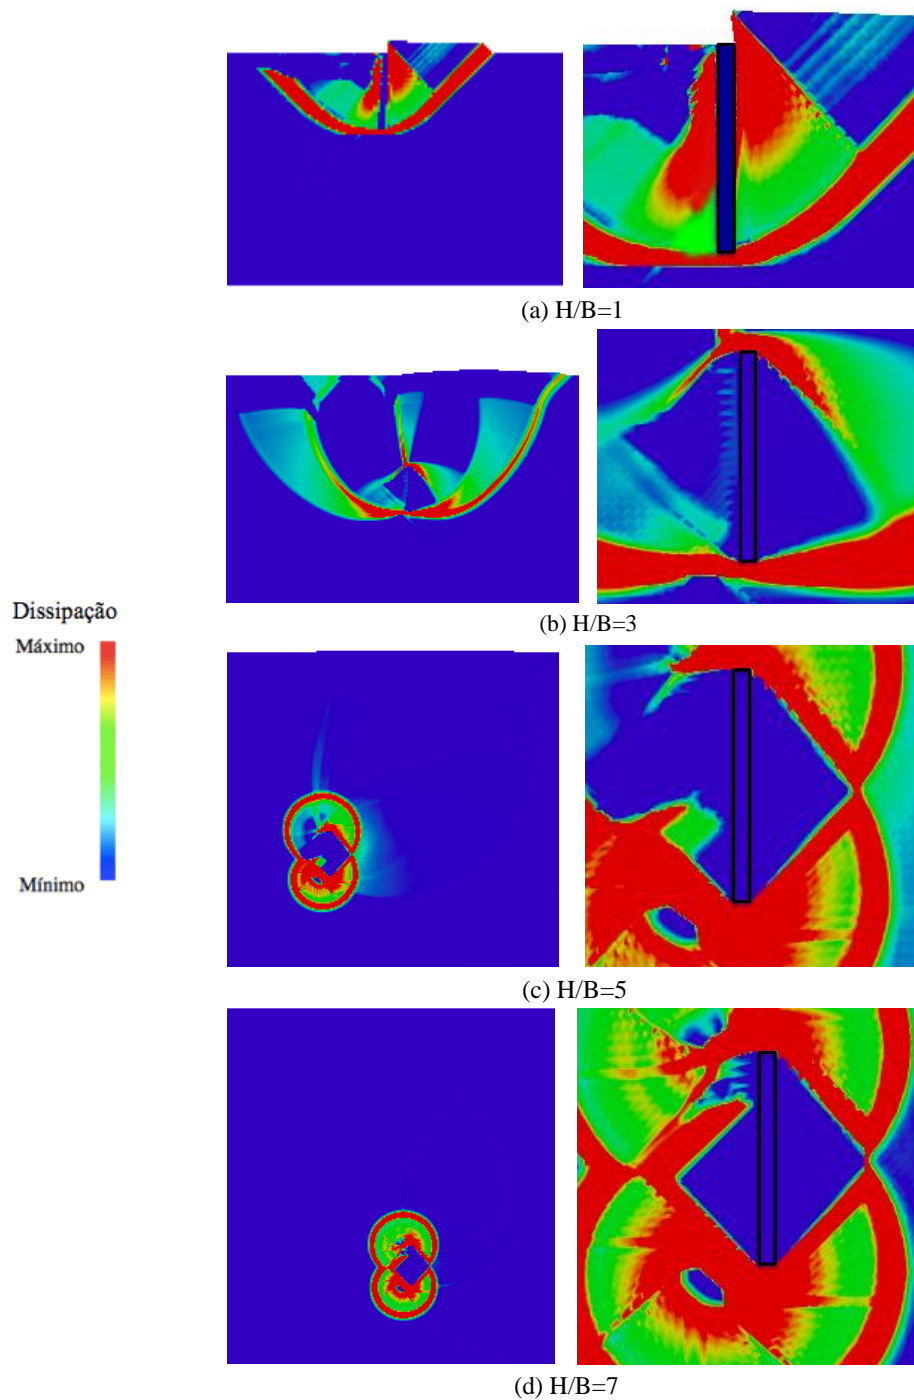 (a) H/B=1
(b) H/B=3
Dissipação
Máximo
Mínimo
(c) H/B=5
(d) H/B=7